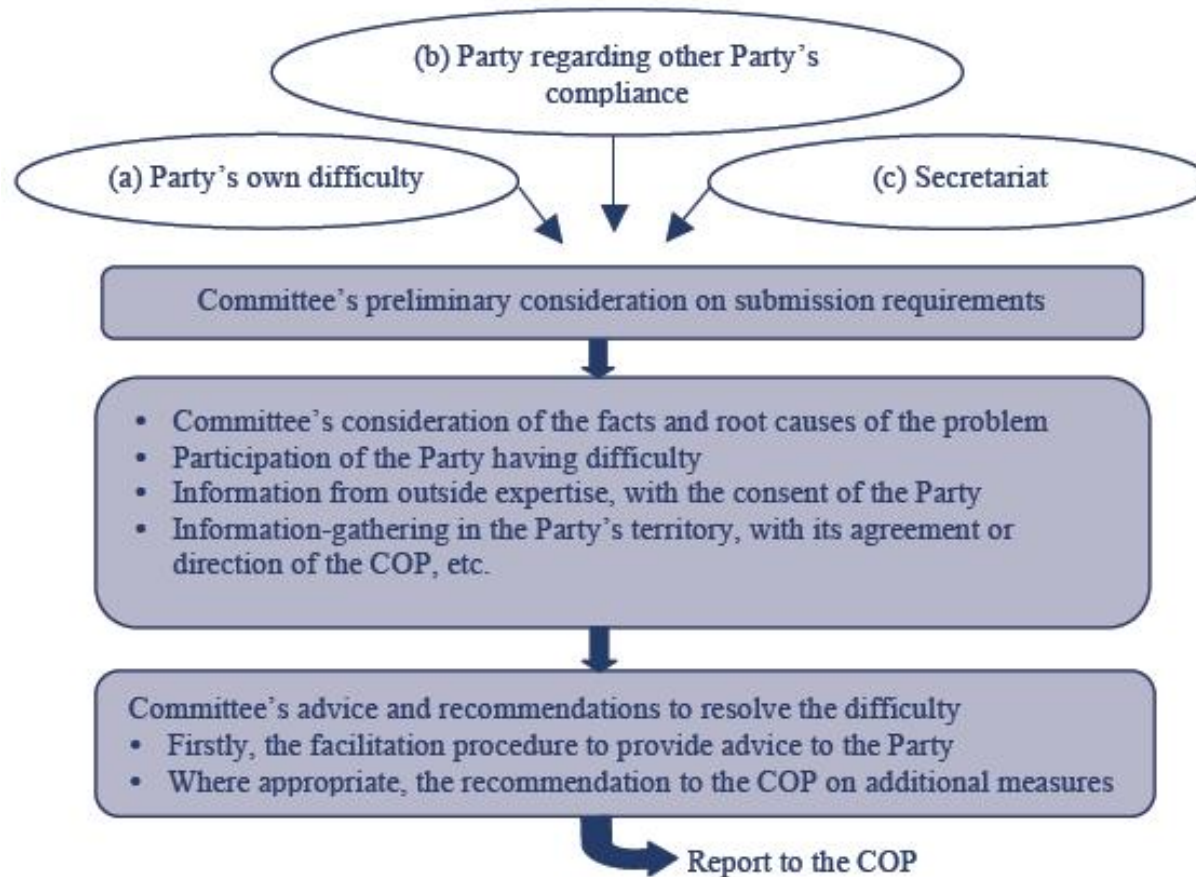 (b) Party regarding other Party's
compliance
(a) Party's own difficulty
(c) Secretariat
Committee's preliminary consideration on submission requirements
• Committee's consideration of the facts and root causes of the problem
• Participation of the Party having difficulty
• Information from outside expertise, with the consent of the Party
• Information-gathering in the Party's territory, with its agreement or
direction of the COP, etc.
Committee's advice and recommendations to resolve the difficulty
• Firstly, the facilitation procedure to provide advice to the Party
• Where appropriate, the recommendation to the COP on additional measures
Report to the COP